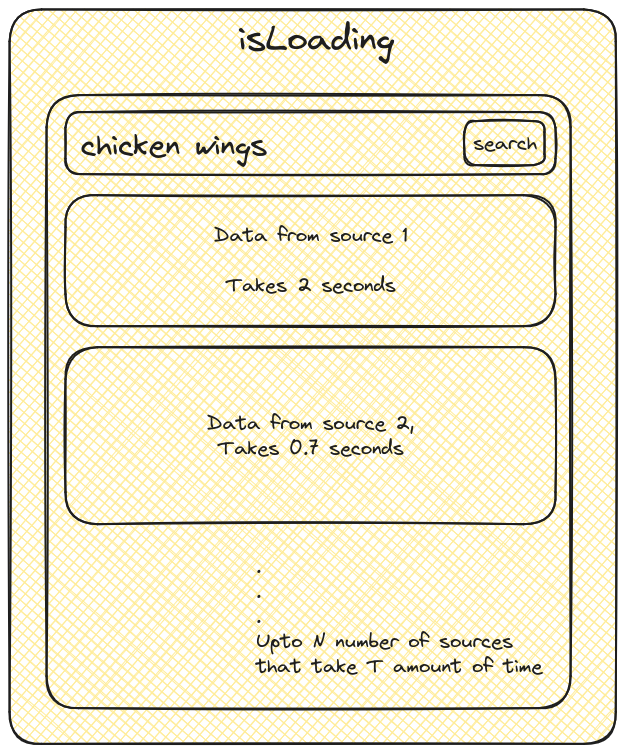 isLoading
chicken wings
search
Data from source 1
Takes 2 seconds
Data from source 2,
Takes 0.7 seconds
.
.
.
Upto N number of sources
that take T amount of time